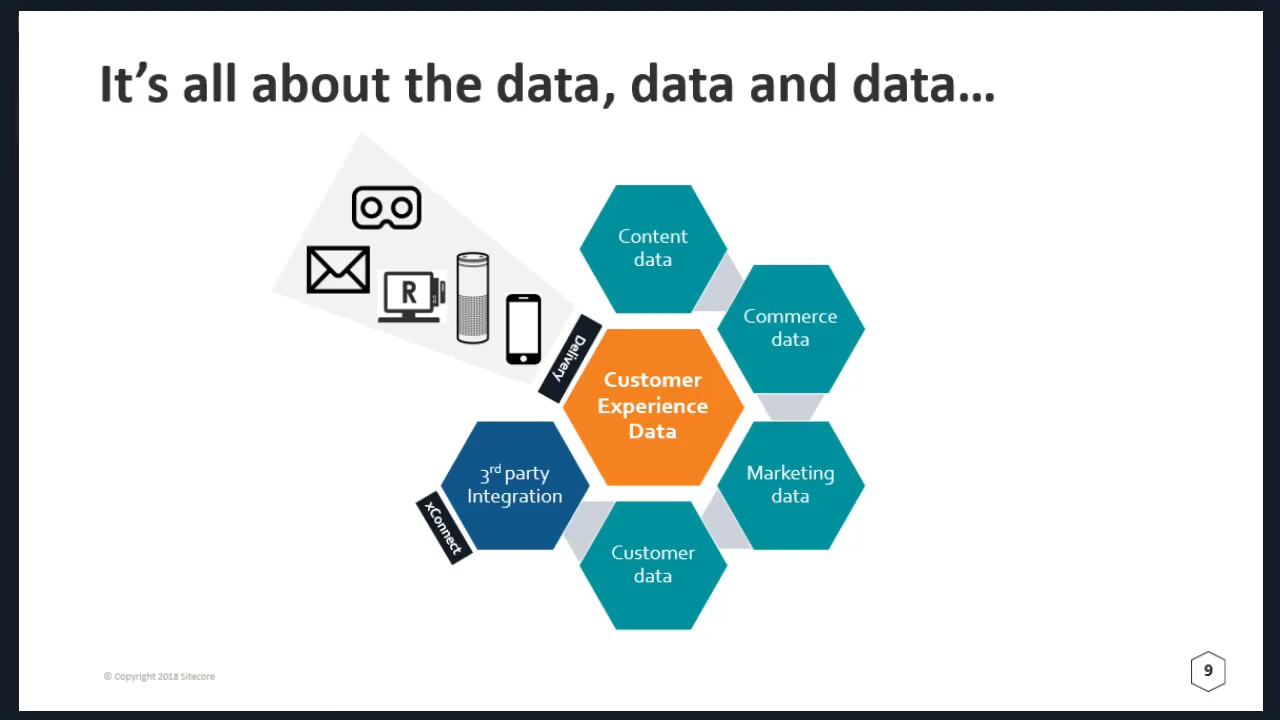 It’s all about the data, data and data…
R
Delivery
Content
data
Commerce
data
Customer
Experience
Data
3rd party
Integration
Marketing
data
xConnect
Customer
data
© Copyright 2018 Sitecore
9